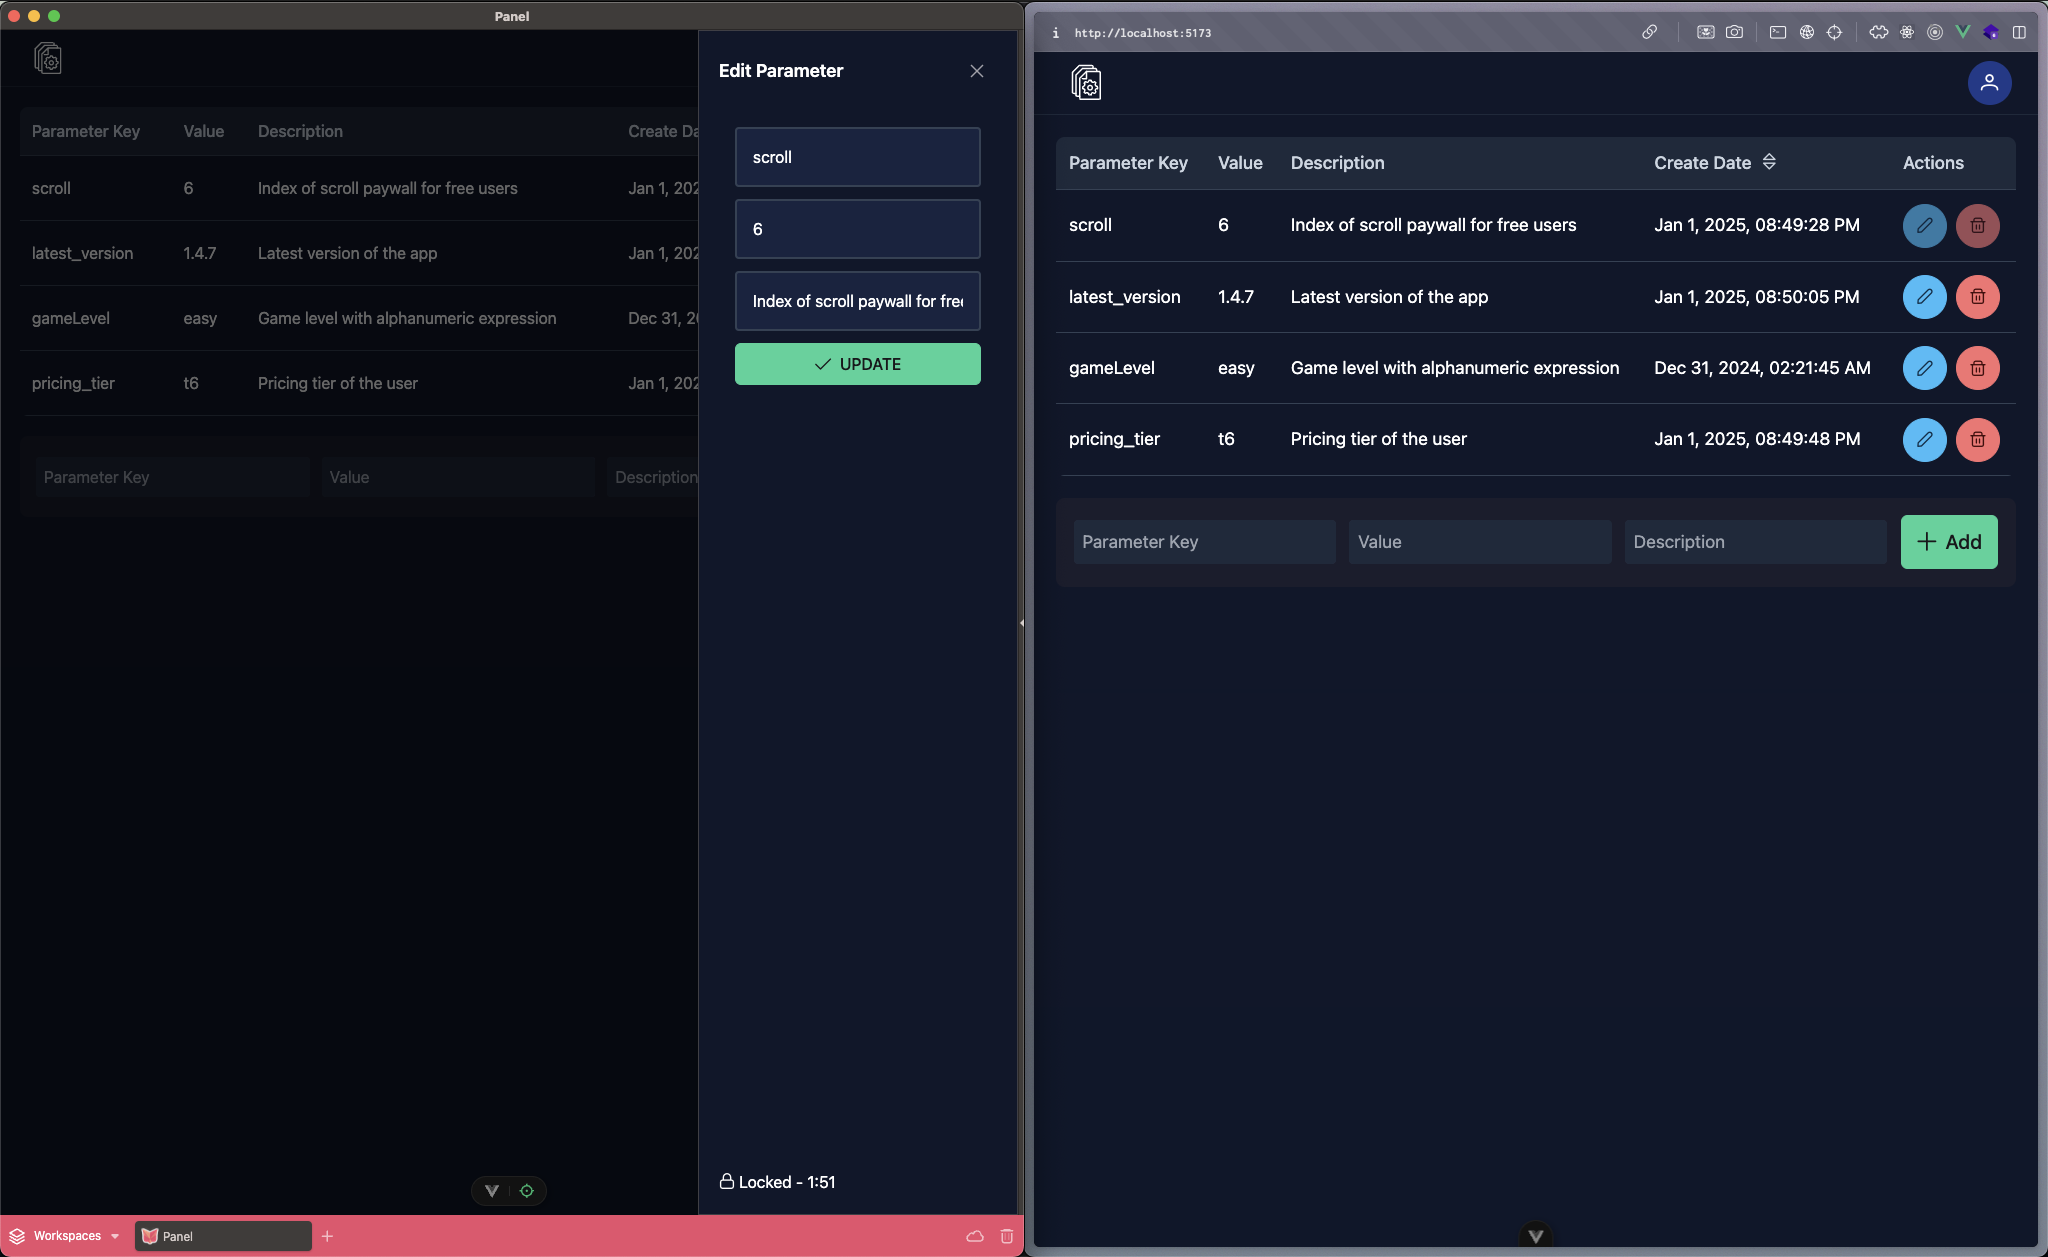 Panel
Parameter Key Value Description Create Da
scroll 6 Index of scroll paywall for free users Jan 1, 202
latest_version 1.4.7 Latest version of the app Jan 1, 202
gameLevel easy Game level with alphanumeric expression Dec 31, 20
pricing_tier t6 Pricing tier of the user Jan 1, 202
Parameter Key Value Description
Edit Parameter
scroll
6
Index of scroll paywall for free
UPDATE
Locked - 1:51
Workspaces Panel
http://localhost:5173
Parameter Key Value Description Create Date Actions
scroll 6 Index of scroll paywall for free users Jan 1, 2025, 08:49:28 PM
latest_version 1.4.7 Latest version of the app Jan 1, 2025, 08:50:05 PM
gameLevel easy Game level with alphanumeric expression Dec 31, 2024, 02:21:45 AM
pricing_tier t6 Pricing tier of the user Jan 1, 2025, 08:49:48 PM
Parameter Key Value Description + Add